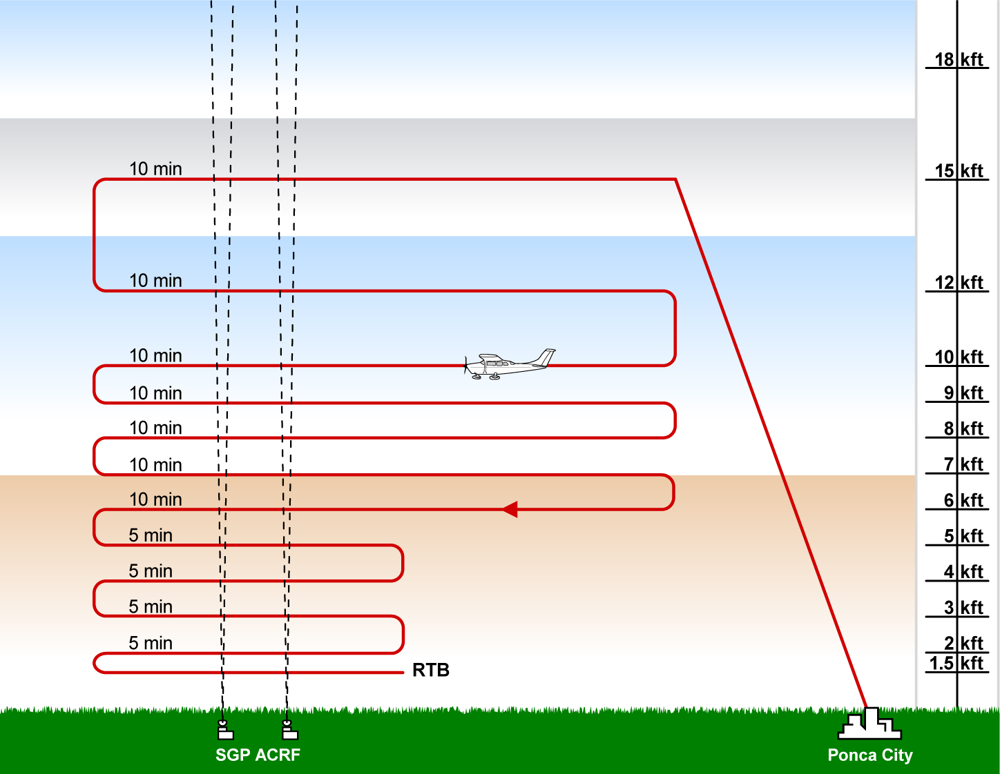 18 kft
10 min
15 kft
10 min
12 kft
10 min
10 kft
10 min
9 kft
10 min
8 kft
10 min
7 kft
10 min
6 kft
5 min
5 kft
5 min
4 kft
5 min
3 kft
5 min
2 kft
RTB
1.5 kft
SGP ACRF
Ponca City